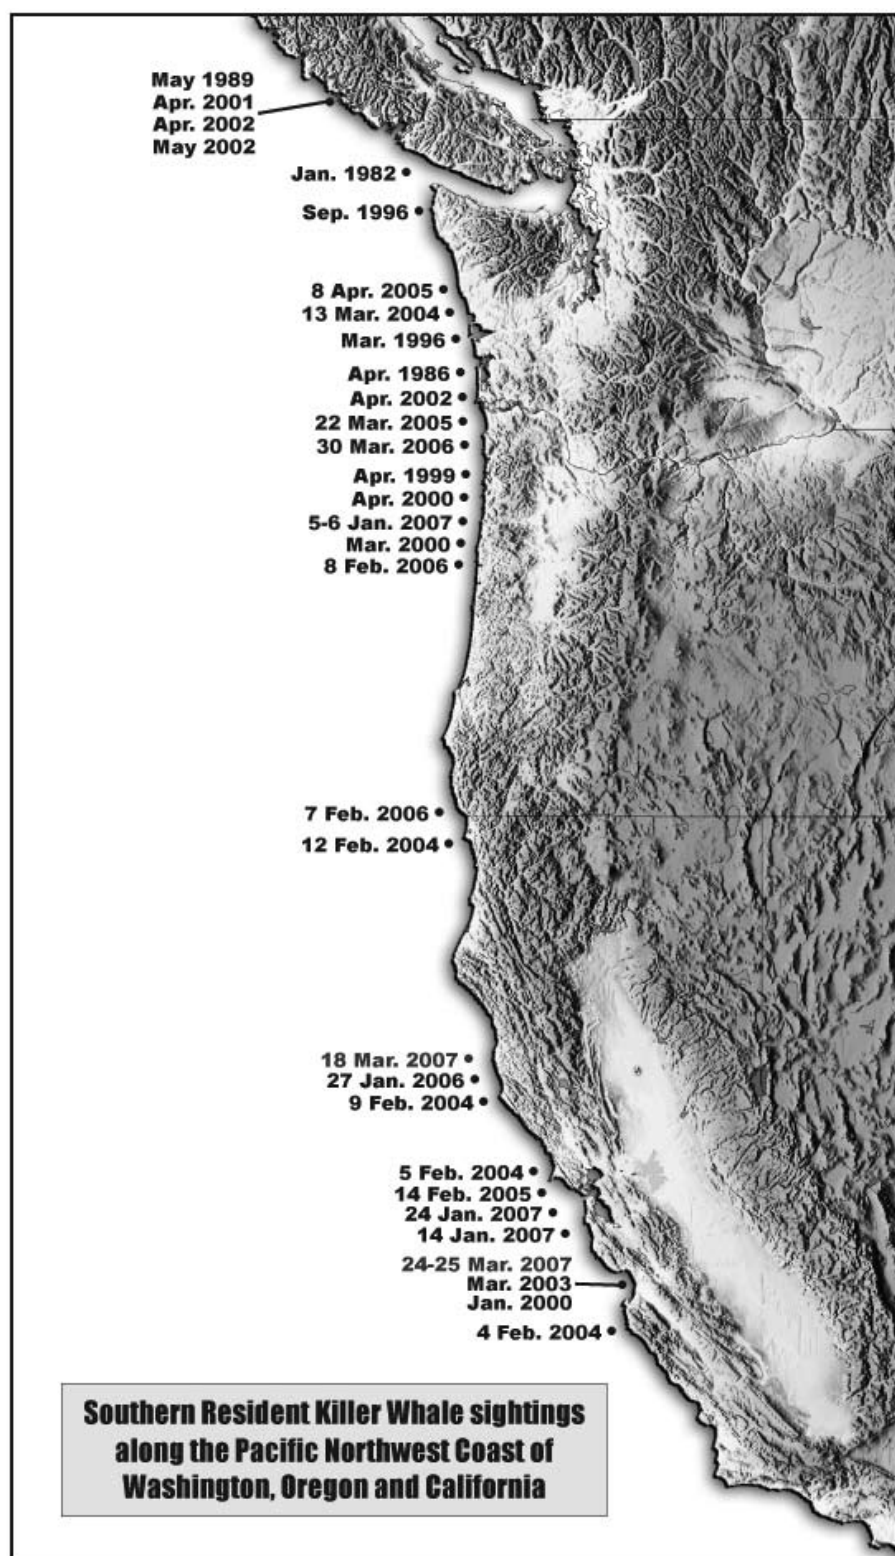 May 1989
Apr. 2001
Apr. 2002
May 2002
Jan. 1982
Sep. 1996
8 Apr. 2005
13 Mar. 2004
Mar. 1996
Apr. 1986
Apr. 2002
22 Mar. 2005
30 Mar. 2006
Apr. 1999
Apr. 2000
5-6 Jan. 2007
Mar. 2000
8 Feb. 2006
7 Feb. 2006
12 Feb. 2004
18 Mar. 2007
27 Jan. 2006
9 Feb. 2004
5 Feb. 2004
14 Feb. 2005
24 Jan. 2007
14 Jan. 2007
24-25 Mar. 2007
Mar. 2003
Jan. 2000
4 Feb. 2004
Southern Resident Killer Whale sightings
along the Pacific Northwest Coast of
Washington, Oregon and California